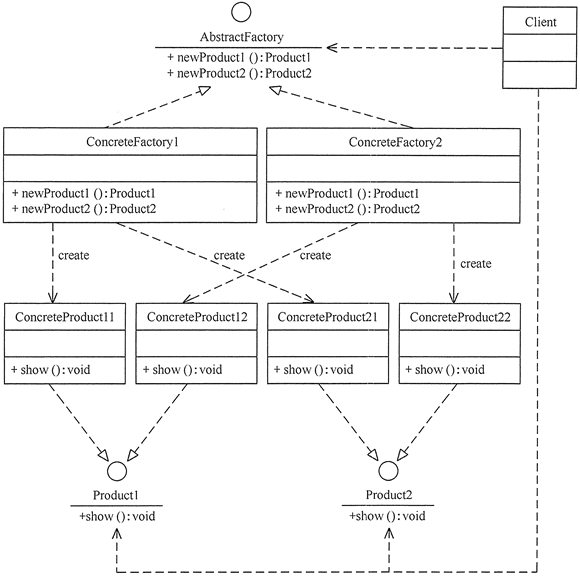 AbstractFactory
+ newProduct1 ( ): Product1
+ newProduct2 ( ): Product2
Client
ConcreteFactory1
+ newProduct1 ( ): Product1
+ newProduct2 ( ): Product2
ConcreteFactory2
+ newProduct1 ( ): Product1
+ newProduct2 ( ): Product2
create
create
create
create
ConcreteProduct11
+ show ( ): void
ConcreteProduct12
+ show ( ): void
ConcreteProduct21
+ show ( ): void
ConcreteProduct22
+ show ( ): void
Product1
+show ( ): void
Product2
+show ( ): void